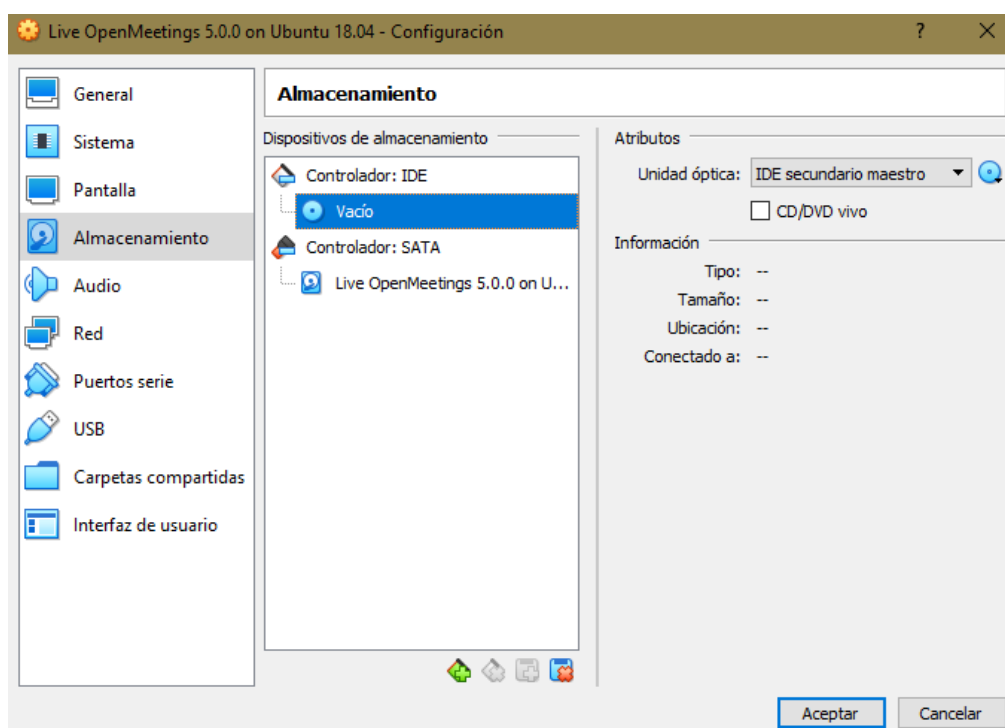 Live OpenMeetings 5.0.0 on Ubuntu 18.04 - Configuración
?
General
Sistema
Pantalla
Almacenamiento
Audio
Red
Puertos serie
USB
Carpetas compartidas
Interfaz de usuario
Almacenamiento
Dispositivos de almacenamiento
Controlador: IDE
Vacío
Controlador: SATA
Live OpenMeetings 5.0.0 on U...
Atributos
Unidad óptica: IDE secundario maestro
CD/DVD vivo
Información
Tipo: --
Tamaño: --
Ubicación: --
Conectado a: --
Aceptar Cancelar